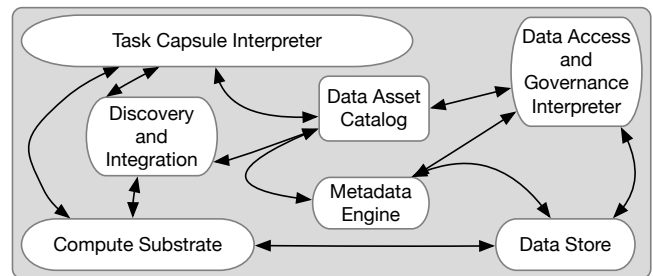 Task Capsule Interpreter
Data Access
and
Governance
Interpreter
Data Asset
Catalog
Discovery
and
Integration
Metadata
Engine
Compute Substrate
Data Store